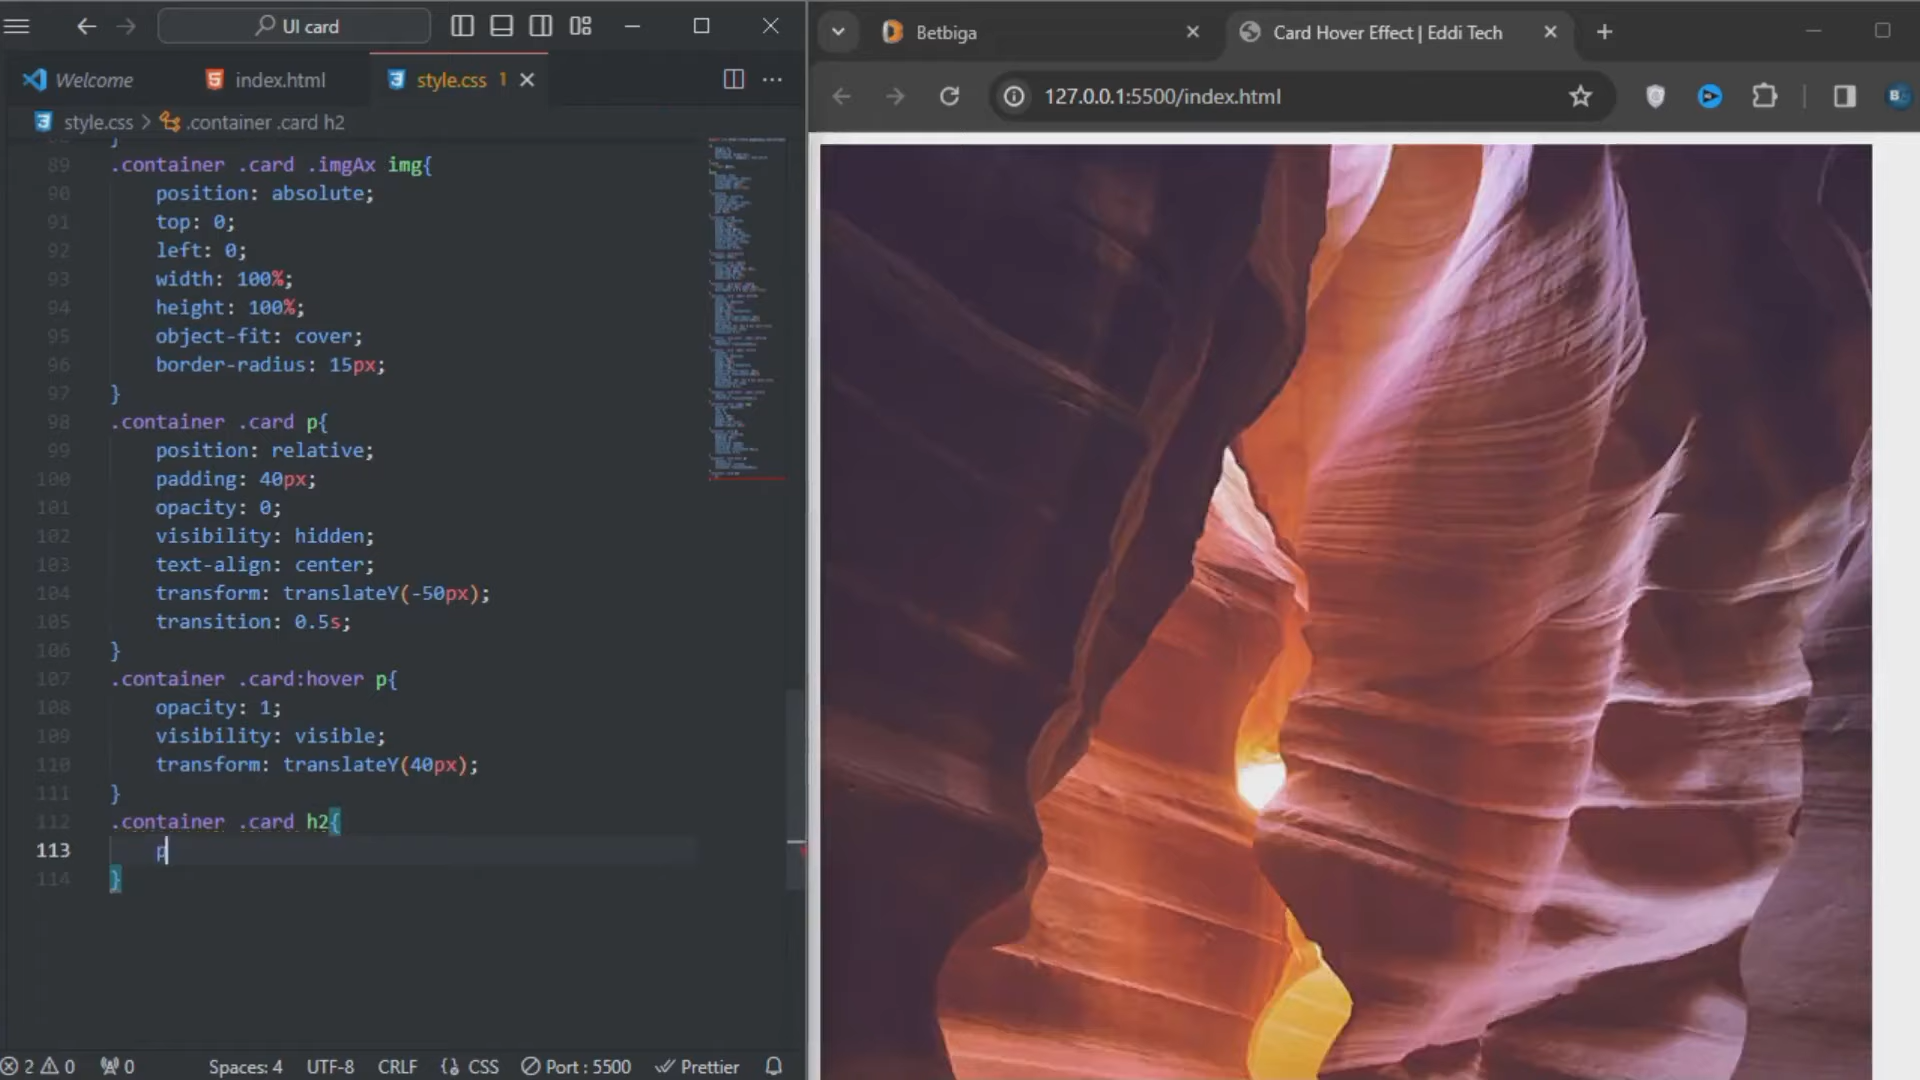 UI card
Welcome
index.html
style.css 1
style.css > .container .card h2
89 .container .card .imgAx img{
90 position: absolute;
91 top: 0;
92 left: 0;
93 width: 100%;
94 height: 100%;
95 object-fit: cover;
96 border-radius: 15px;
97 }
98 .container .card p{
99 position: relative;
100 padding: 40px;
101 opacity: 0;
102 visibility: hidden;
103 text-align: center;
104 transform: translateY(-50px);
105 transition: 0.5s;
106 }
107 .container .card:hover p{
108 opacity: 1;
109 visibility: visible;
110 transform: translateY(40px);
111 }
112 .container .card h2{
113 p
114 }
2 0 0 Spaces: 4 UTF-8 CRLF CSS Port : 5500 Prettier
Betbiga
Card Hover Effect | Eddi Tech
127.0.0.1:5500/index.html